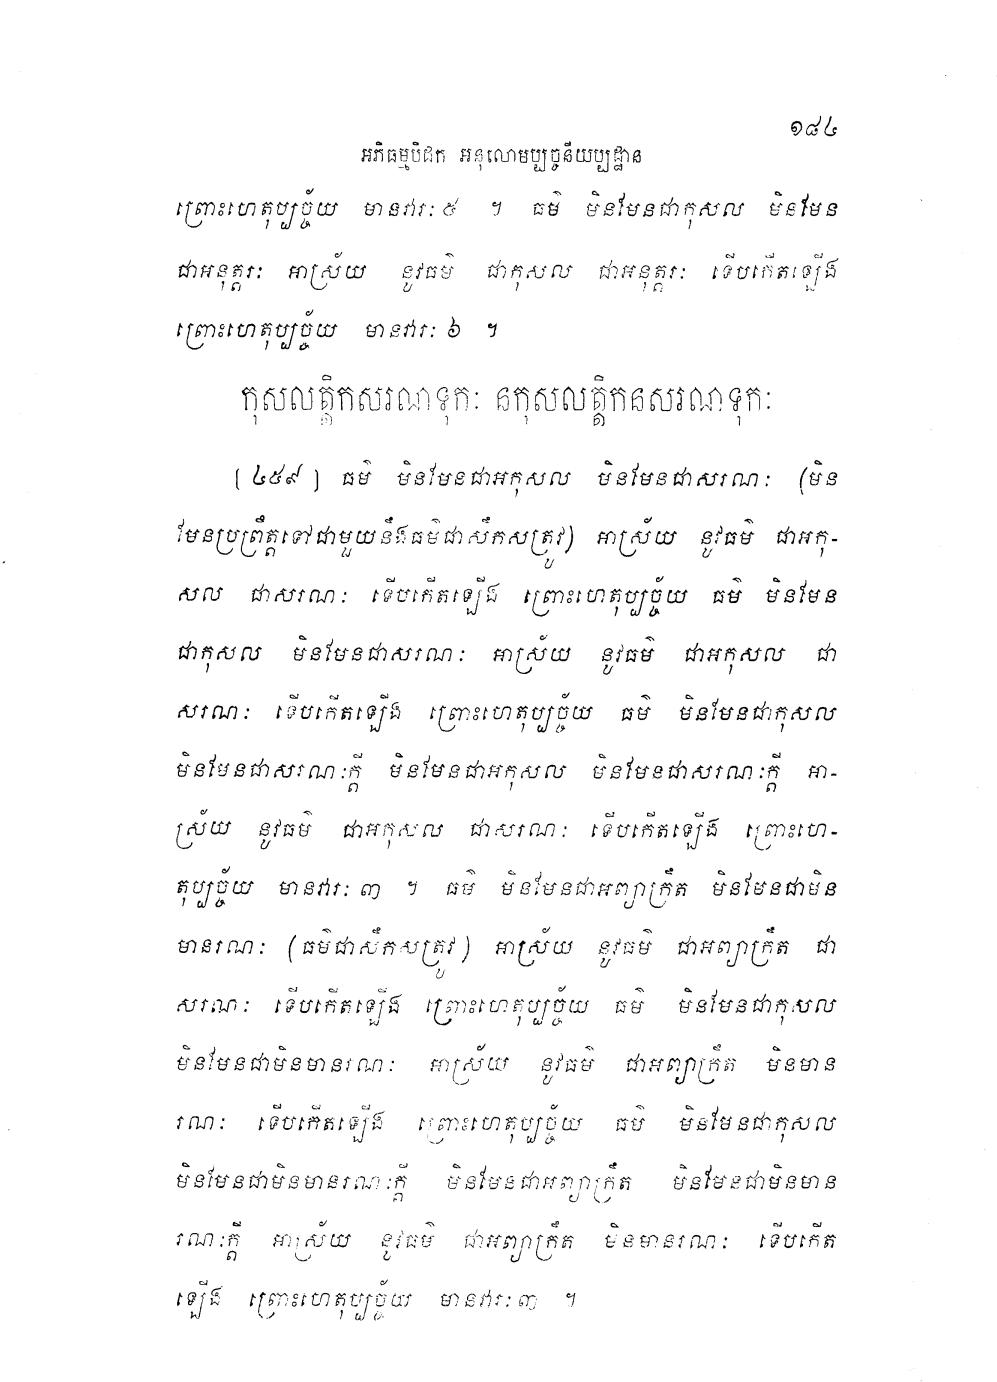 ១៨៤
អភិធម្មបិដក អនុលោមប្បច្ចនីយប្បដ្ឋាន
ព្រោះហេតុប្បច្ច័យ មានវារៈ ៥ ។ ធម៌ មិនមែនជាកុសល មិនមែន
ជាអនុត្តរៈ អាស្រ័យ នូវធម៌ ជាកុសល ជាអនុត្តរៈ ទើបកើតឡើង
ព្រោះហេតុប្បច្ច័យ មានវារៈ ៦ ។
កុសលត្តិកសរណទុកៈ នកុសលត្តិកនសរណទុកៈ
[ ៤៥៩ ] ធម៌ មិនមែនជាអកុសល មិនមែនជាសរណៈ (មិន
មែនប្រព្រឹត្តទៅជាមួយនឹងធម៌ជាសឹកសត្រូវ) អាស្រ័យ នូវធម៌ ជាអកុ-
សល ជាសរណៈ ទើបកើតឡើង ព្រោះហេតុប្បច្ច័យ ធម៌ មិនមែន
ជាកុសល មិនមែនជាសរណៈ អាស្រ័យ នូវធម៌ ជាអកុសល ជា
សរណៈ ទើបកើតឡើង ព្រោះហេតុប្បច្ច័យ ធម៌ មិនមែនជាកុសល
មិនមែនជាសរណៈក្តី មិនមែនជាអកុសល មិនមែនជាសរណៈក្តី អា-
ស្រ័យ នូវធម៌ ជាអកុសល ជាសរណៈ ទើបកើតឡើង ព្រោះហេ-
តុប្បច្ច័យ មានវារៈ ៣ ។ ធម៌ មិនមែនជាអព្យាក្រឹត មិនមែនជាមិន
មានរណៈ (ធម៌ជាសឹកសត្រូវ) អាស្រ័យ នូវធម៌ ជាអព្យាក្រឹត ជា
សរណៈ ទើបកើតឡើង ព្រោះហេតុប្បច្ច័យ ធម៌ មិនមែនជាកុសល
មិនមែនជាមិនមានរណៈ អាស្រ័យ នូវធម៌ ជាអព្យាក្រឹត មិនមាន
រណៈ ទើបកើតឡើង ព្រោះហេតុប្បច្ច័យ ធម៌ មិនមែនជាកុសល
មិនមែនជាមិនមានរណៈក្តី មិនមែនជាអព្យាក្រឹត មិនមែនជាមិនមាន
រណៈក្តី អាស្រ័យ នូវធម៌ ជាអព្យាក្រឹត មិនមានរណៈ ទើបកើត
ឡើង ព្រោះហេតុប្បច្ច័យ មានវារៈ ៣ ។